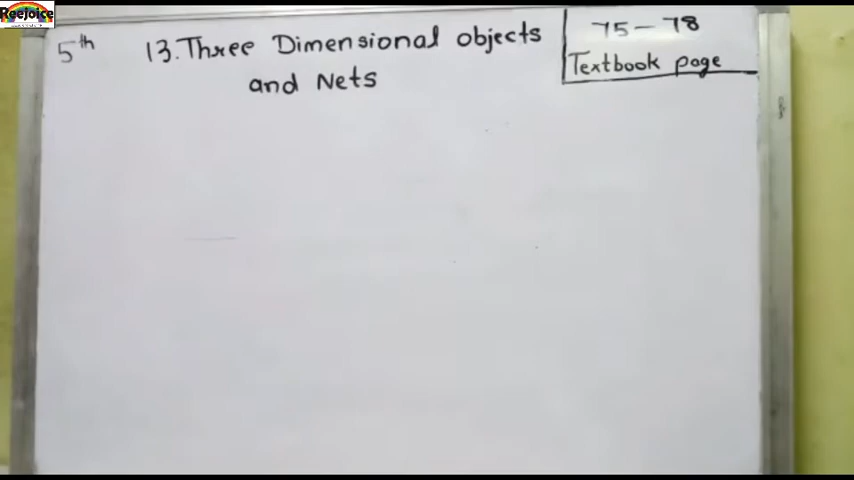 Reejoice
5th 13. Three Dimensional objects
and Nets
75 - 78
Textbook page